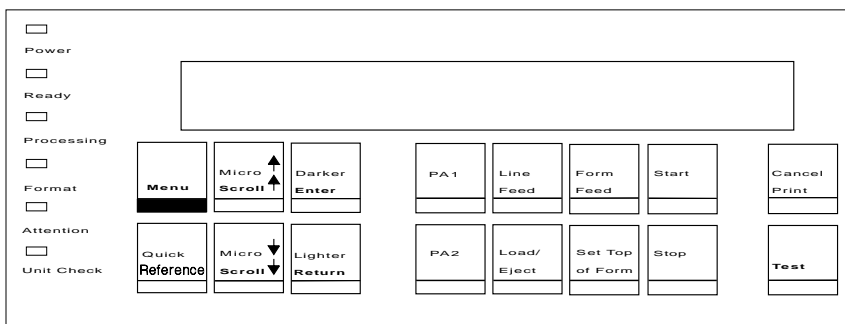 Power
Ready
Processing
Format
Attention
Unit Check
Menu
Micro
Scroll
Darker
Enter
PA1
Line
Feed
Form
Feed
Start
Cancel
Print
Quick
Reference
Micro
Scroll
Lighter
Return
PA2
Load/
Eject
Set Top
of Form
Stop
Test